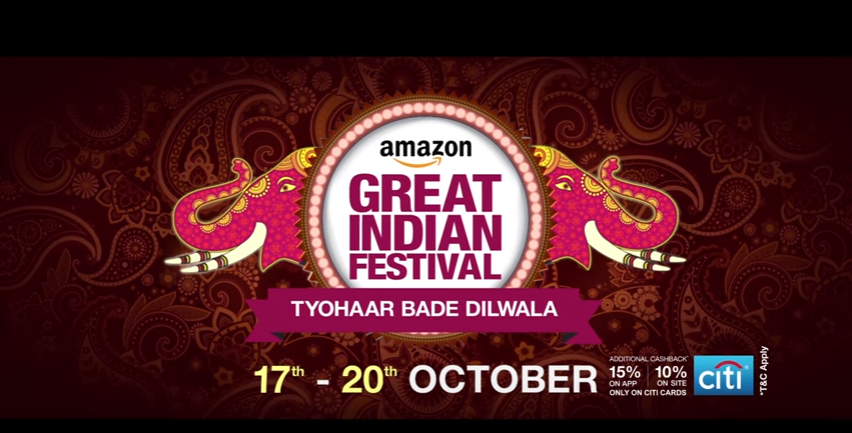 amazon
GREAT
INDIAN
FESTIVAL
TYOHAAR BADE DILWALA
17th - 20th OCTOBER
ADDITIONAL CASHBACK*
15% 10%
ON APP ON SITE
ONLY ON CITI CARDS
citi
*T&C Apply